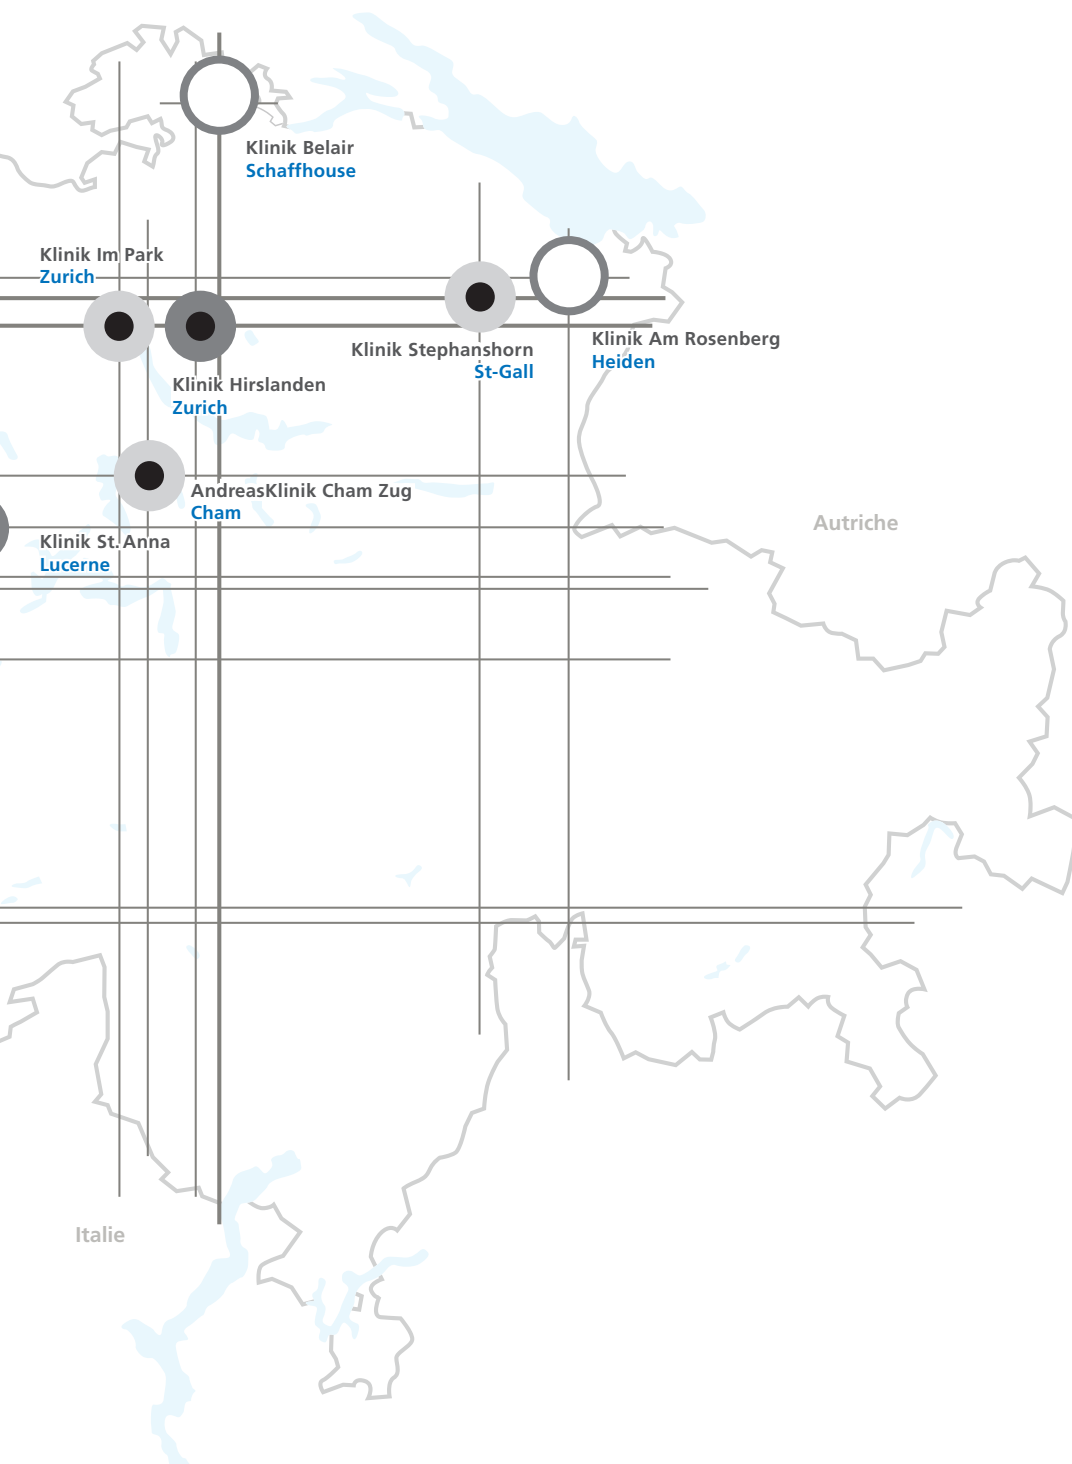 Klinik Belair
Schaffhouse
Klinik Im Park
Zurich
Klinik Stephanshorn
St-Gall
Klinik Am Rosenberg
Heiden
Klinik Hirslanden
Zurich
AndreasKlinik Cham Zug
Cham
Klinik St. Anna
Lucerne
Autriche
Italie